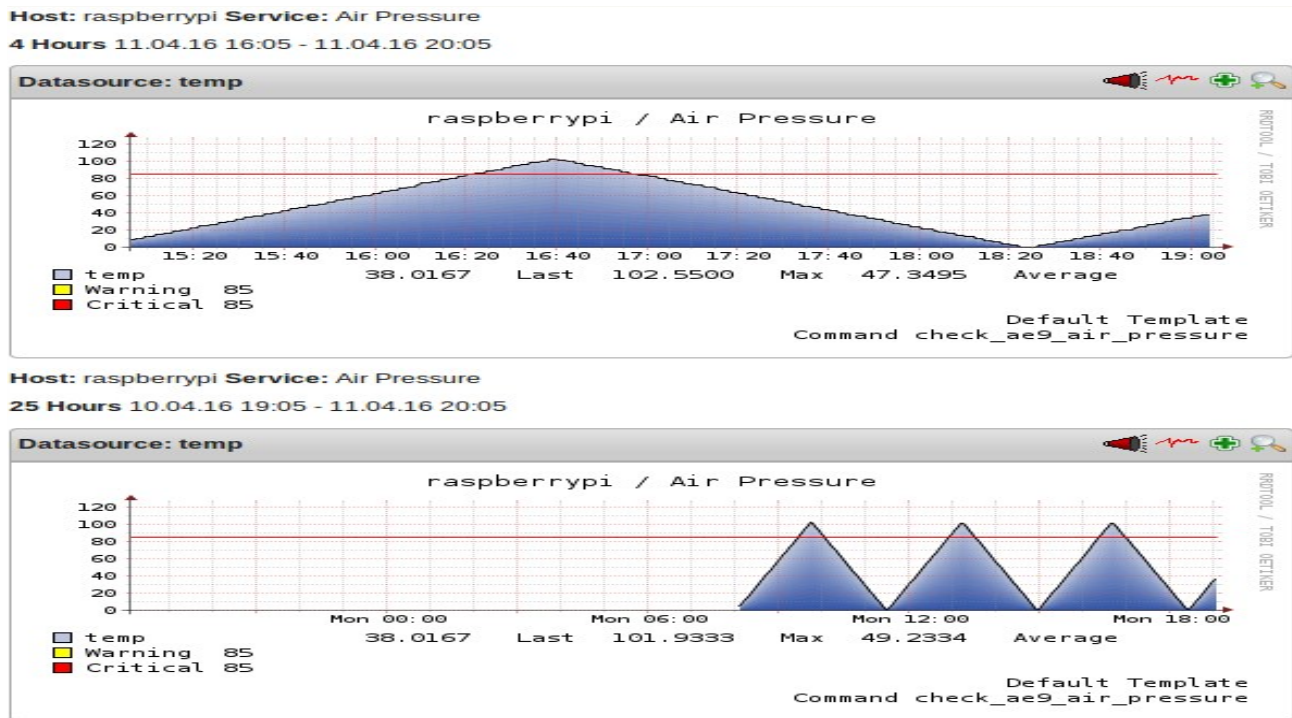 Host: raspberrypi Service: Air Pressure
4 Hours 11.04.16 16:05 - 11.04.16 20:05
Datasource: temp
raspberrypi / Air Pressure
RRDTOOL / TOBI OETIKER
120
100
80
60
40
20
0
15:20 15:40 16:00 16:20 16:40 17:00 17:20 17:40 18:00 18:20 18:40 19:00
temp 38.0167 Last 102.5500 Max 47.3495 Average
Warning 85
Critical 85
Default Template
Command check_ae9_air_pressure
Host: raspberrypi Service: Air Pressure
25 Hours 10.04.16 19:05 - 11.04.16 20:05
Datasource: temp
raspberrypi / Air Pressure
RRDTOOL / TOBI OETIKER
120
100
80
60
40
20
0
Mon 00:00 Mon 06:00 Mon 12:00 Mon 18:00
temp 38.0167 Last 101.9333 Max 49.2334 Average
Warning 85
Critical 85
Default Template
Command check_ae9_air_pressure